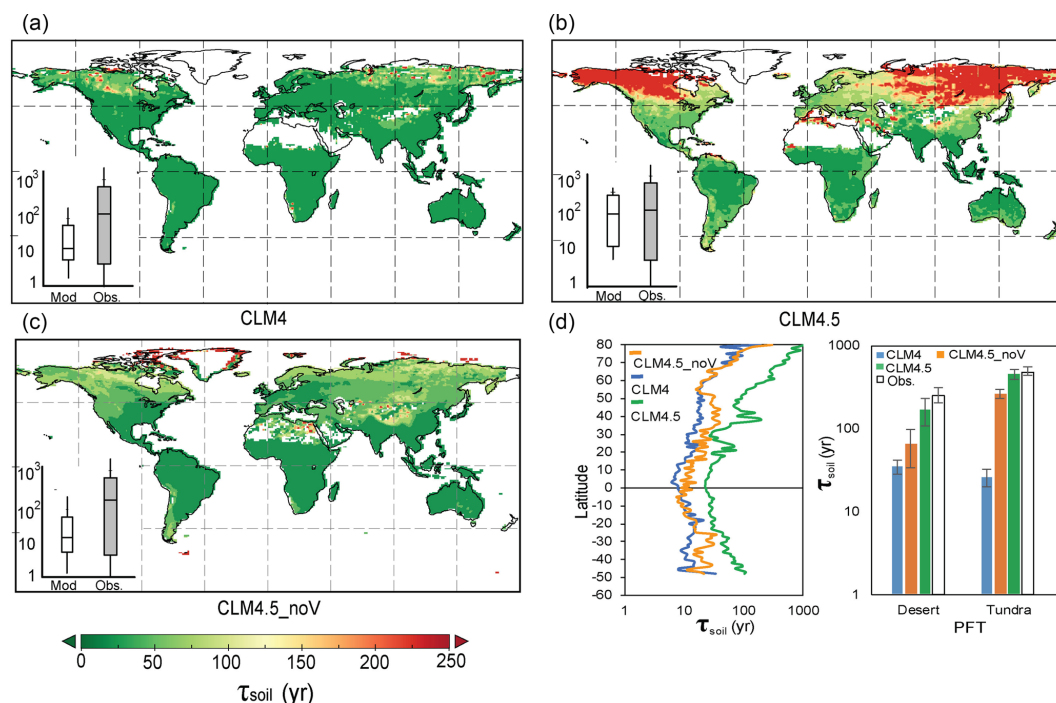 (a)
10³
10²
10
1
Mod Obs.
CLM4
(b)
10³
10²
10
1
Mod Obs.
CLM4.5
(c)
10³
10²
10
1
Mod Obs.
CLM4.5_noV
0 50 75 150 200 250
τsoil (yr)
(d)
80
70
60
50
40
30
20
10
0
-10
-20
-30
-40
-50
-60
Latitude
CLM4.5_noV
CLM4
CLM4.5
1 10 100 1000
τsoil (yr)
1000
100
10
1
τsoil (yr)
CLM4 CLM4.5_noV
CLM4.5
Obs.
Desert Tundra
PFT